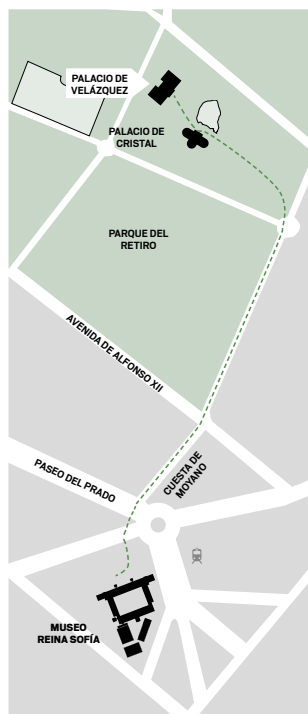 PALACIO DE
VELÁZQUEZ
PALACIO DE
CRISTAL
PARQUE DEL
RETIRO
AVENIDA DE ALFONSO XII
CUESTA DE
MOYANO
PASEO DEL PRADO
MUSEO
REINA SOFÍA